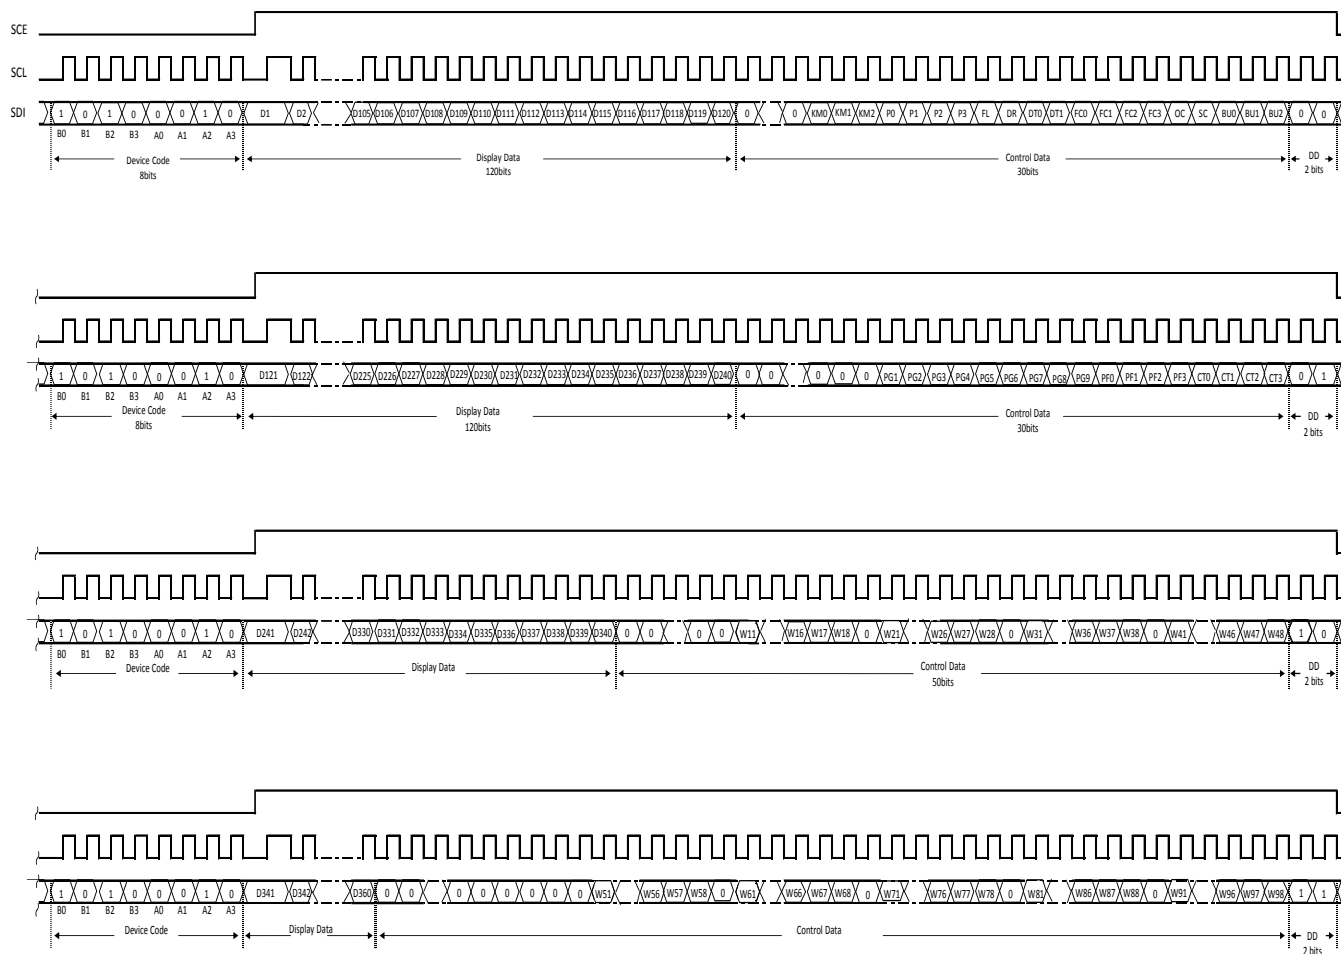 SCE
SCL
SDI 1 0 1 0 0 0 1 0 D1 D2 D105 D106 D107 D108 D109 D110 D111 D112 D113 D114 D115 D116 D117 D118 D119 D120 0 0 KM0 KM1 KM2 P0 P1 P2 P3 FL DR DT0 DT1 FC0 FC1 FC2 FC3 OC SC BU0 BU1 BU2 0 0
B0 B1 B2 B3 A0 A1 A2 A3
Device Code Display Data Control Data DD
8bits 120bits 30bits 2 bits
1 0 1 0 0 0 1 0 D121 D122 D225 D226 D227 D228 D229 D230 D231 D232 D233 D234 D235 D236 D237 D238 D239 D240 0 0 0 0 0 PG1 PG2 PG3 PG4 PG5 PG6 PG7 PG8 PG9 PF0 PF1 PF2 PF3 CT0 CT1 CT2 CT3 0 1
B0 B1 B2 B3 A0 A1 A2 A3
Device Code Display Data Control Data DD
8bits 120bits 30bits 2 bits
1 0 1 0 0 0 1 0 D241 D242 D330 D331 D332 D333 D334 D335 D336 D337 D338 D339 D340 0 0 0 0 W11 W16 W17 W18 0 W21 W26 W27 W28 0 W31 W36 W37 W38 0 W41 W46 W47 W48 1 0
B0 B1 B2 B3 A0 A1 A2 A3
Device Code Display Data Control Data DD
50bits 2 bits
1 0 1 0 0 0 1 0 D341 D342 D360 0 0 0 0 0 0 0 0 W51 W56 W57 W58 0 W61 W66 W67 W68 0 W71 W76 W77 W78 0 W81 W86 W87 W88 0 W91 W96 W97 W98 1 1
B0 B1 B2 B3 A0 A1 A2 A3
Device Code Display Data Control Data DD
2 bits